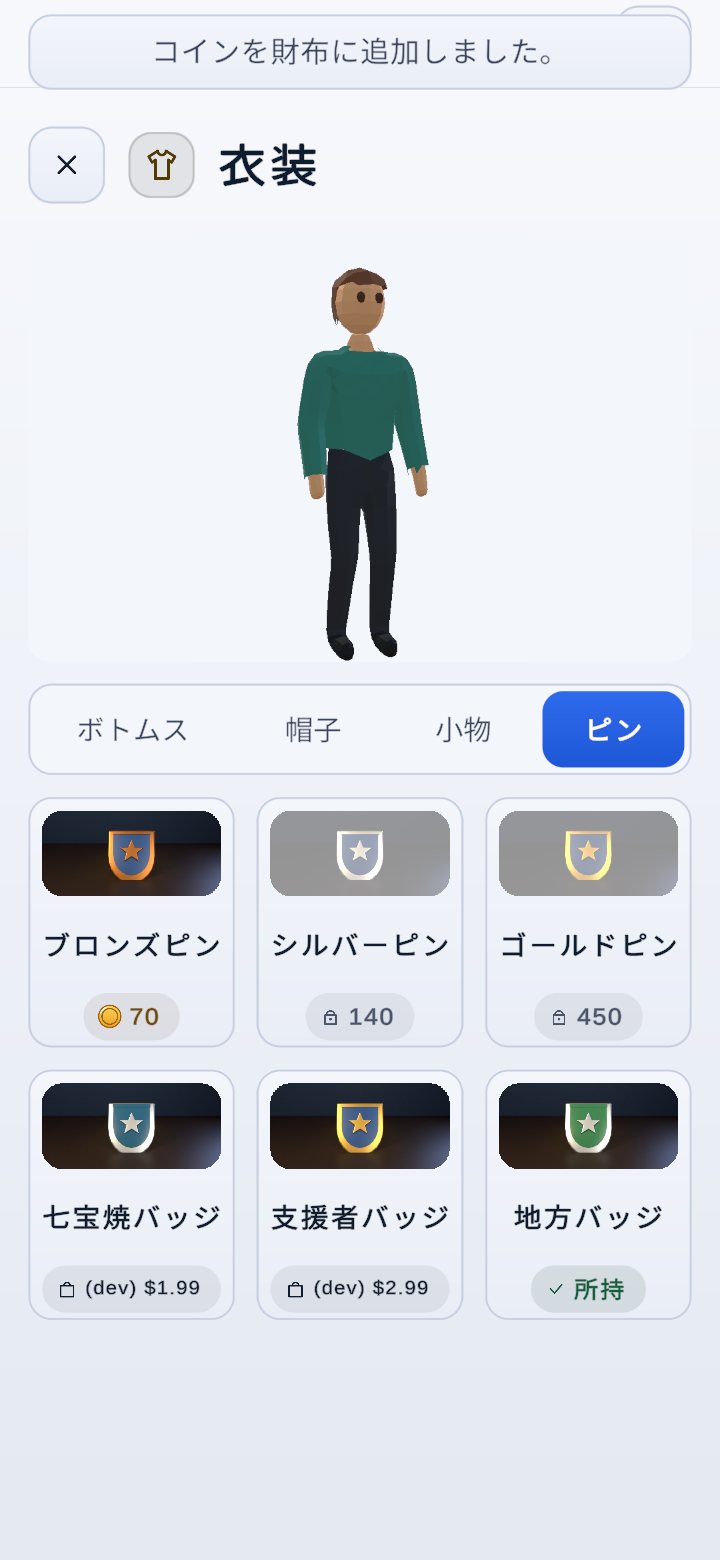 コインを財布に追加しました。
衣装
ボトムス 帽子 小物 ピン
ブロンズピン シルバーピン ゴールドピン
70 140 450
七宝焼バッジ 支援者バッジ 地方バッジ
(dev) $1.99 (dev) $2.99 所持